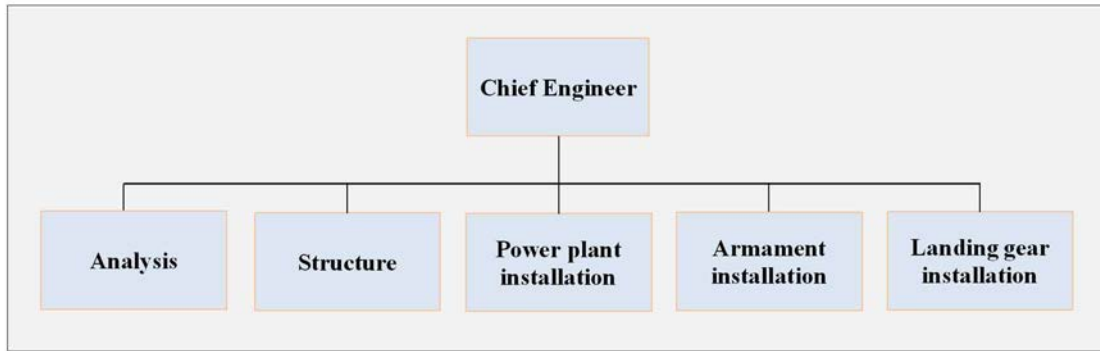 Chief Engineer
Analysis
Structure
Power plant
installation
Armament
installation
Landing gear
installation